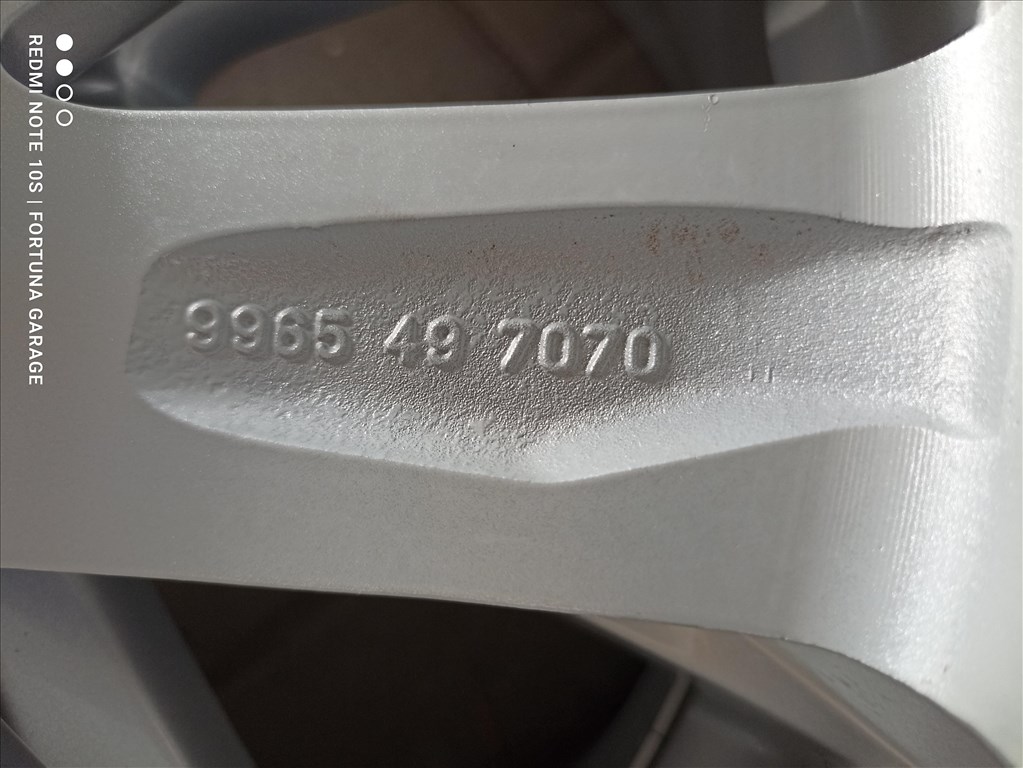 9965 49 7070
REDMI NOTE 10S | FORTUNA GARAGE